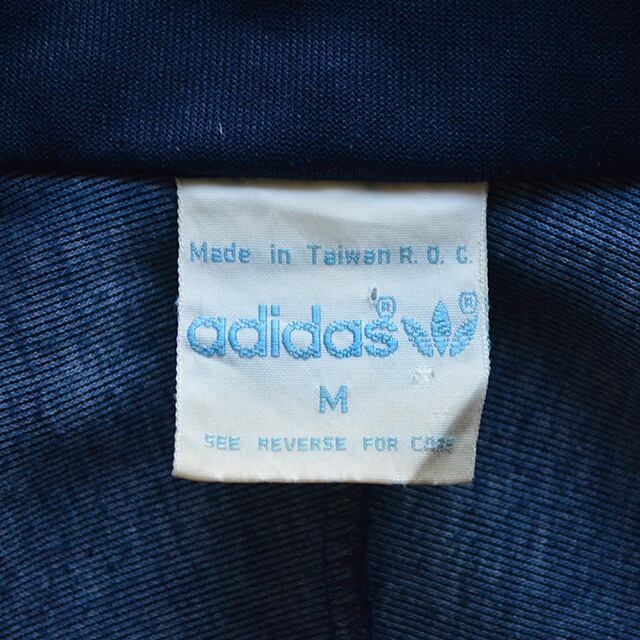 Made in Taiwan R. O. C.
adidas® ®
M
SEE REVERSE FOR CARE